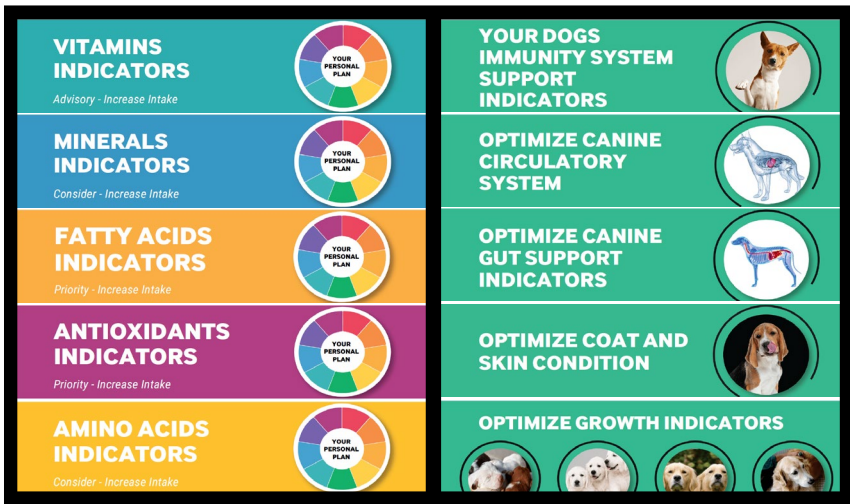 VITAMINS
INDICATORS
Advisory - Increase Intake
YOUR
PERSONAL
PLAN
MINERALS
INDICATORS
Consider - Increase Intake
YOUR
PERSONAL
PLAN
FATTY ACIDS
INDICATORS
Priority - Increase Intake
YOUR
PERSONAL
PLAN
ANTIOXIDANTS
INDICATORS
Priority - Increase Intake
YOUR
PERSONAL
PLAN
AMINO ACIDS
INDICATORS
Consider - Increase Intake
YOUR
PERSONAL
PLAN
YOUR DOGS
IMMUNITY SYSTEM
SUPPORT
INDICATORS
OPTIMIZE CANINE
CIRCULATORY
SYSTEM
OPTIMIZE CANINE
GUT SUPPORT
INDICATORS
OPTIMIZE COAT AND
SKIN CONDITION
OPTIMIZE GROWTH INDICATORS